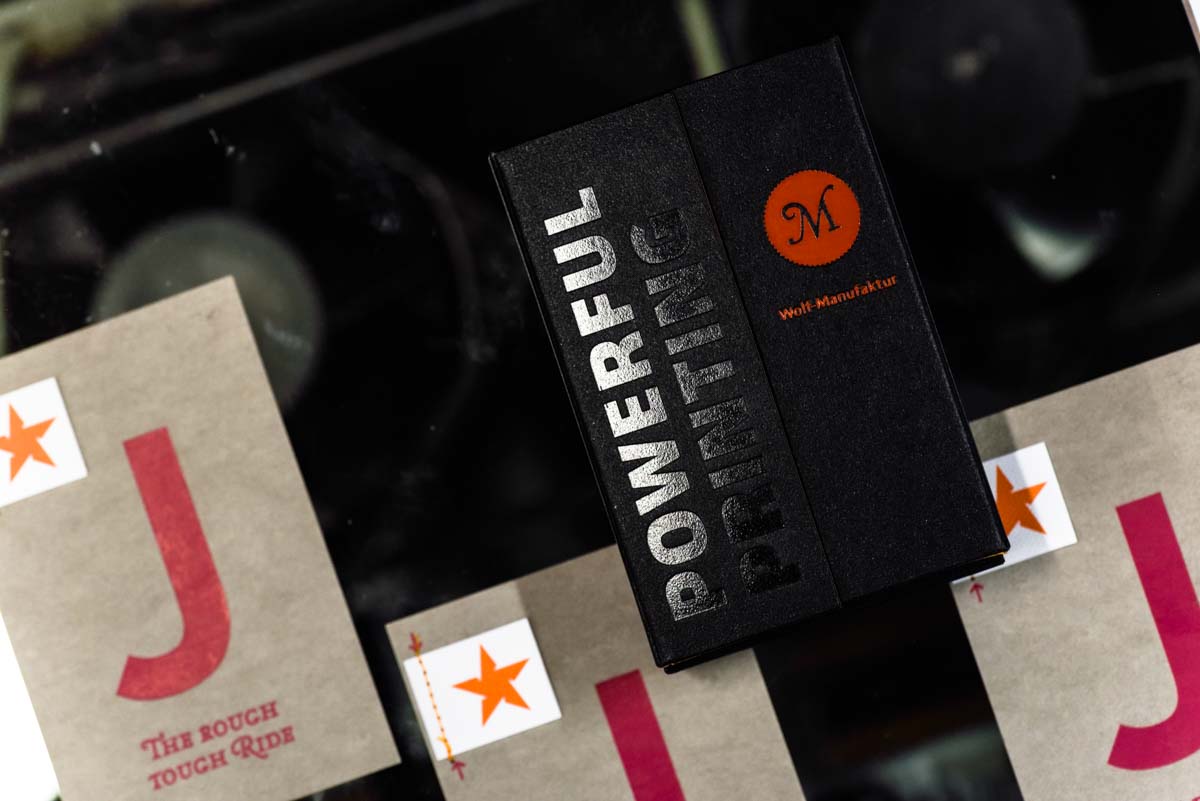 POWERFUL
PRINTING
M
Wolf-Manufaktur
J
THE ROUGH
TOUGH RIDE
J
J